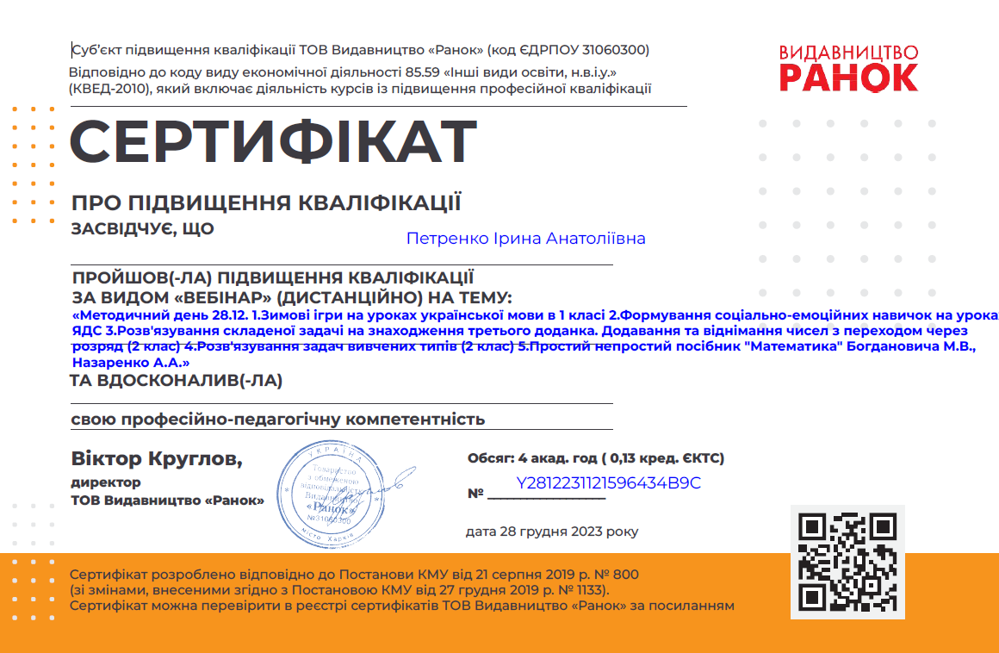 Суб’єкт підвищення кваліфікації ТОВ Видавництво «Ранок» (код ЄДРПОУ 31060300)
Відповідно до коду виду економічної діяльності 85.59 «Інші види освіти, н.в.і.у.»
(КВЕД-2010), який включає діяльність курсів із підвищення професійної кваліфікації
ВИДАВНИЦТВО
РАНОК
СЕРТИФІКАТ
ПРО ПІДВИЩЕННЯ КВАЛІФІКАЦІЇ
ЗАСВІДЧУЄ, ЩО
Петренко Ірина Анатоліївна
ПРОЙШОВ(-ЛА) ПІДВИЩЕННЯ КВАЛІФІКАЦІЇ
ЗА ВИДОМ «ВЕБІНАР» (ДИСТАНЦІЙНО) НА ТЕМУ:
«Методичний день 28.12. 1.Зимові ігри на уроках української мови в 1 класі 2.Формування соціально-емоційних навичок на урока
ЯДС 3.Розв'язування складеної задачі на знаходження третього доданка. Додавання та віднімання чисел з переходом через
розряд (2 клас) 4.Розв'язування задач вивчених типів (2 клас) 5.Простий непростий посібник "Математика" Богдановича М.В.,
Назаренко А.А.»
ТА ВДОСКОНАЛИВ(-ЛА)
свою професійно-педагогічну компетентність
Віктор Круглов,
директор
ТОВ Видавництво «Ранок»
УКРАЇНА
Товариство
з обмеженою
відповідальністю
Видавництво
«Ранок»
№31060300
місто Харків
Обсяг: 4 акад. год ( 0,13 кред. ЄКТС)
Y2812231121596434B9C
№
дата 28 грудня 2023 року
Сертифікат розроблено відповідно до Постанови КМУ від 21 серпня 2019 р. № 800
(зі змінами, внесеними згідно з Постановою КМУ від 27 грудня 2019 р. № 1133).
Сертифікат можна перевірити в реєстрі сертифікатів ТОВ Видавництво «Ранок» за посиланням